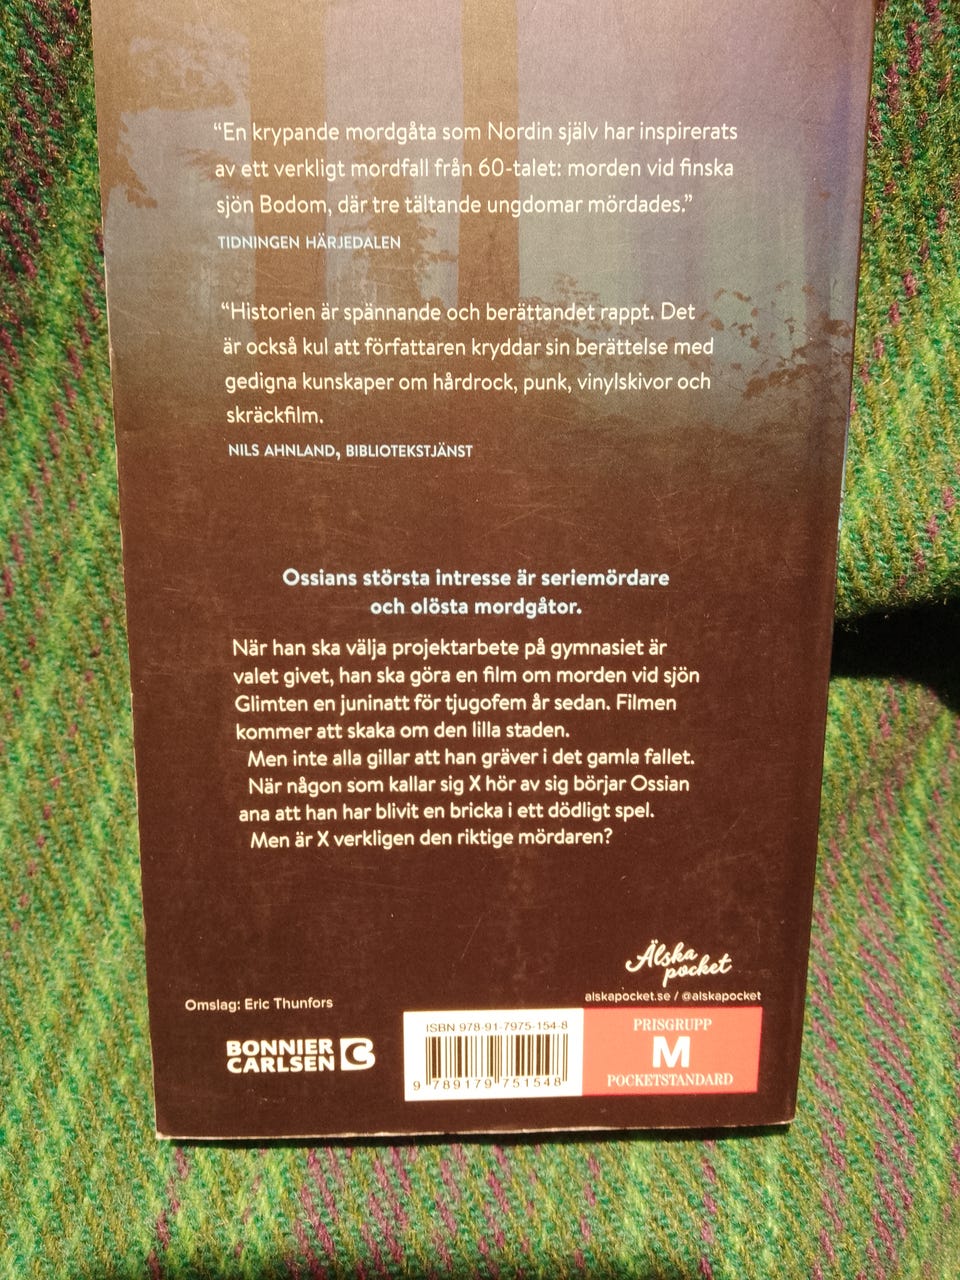 “En krypande mordgåta som Nordin själv har inspirerats
av ett verkligt mordfall från 60-talet: morden vid finska
sjön Bodom, där tre tältande ungdomar mördades.”
TIDNINGEN HÄRJEDALEN
“Historien är spännande och berättandet rappt. Det
är också kul att författaren kryddar sin berättelse med
gedigna kunskaper om hårdrock, punk, vinylskivor och
skräckfilm.
NILS AHNLAND, BIBLIOTEKSTJÄNST
Ossians största intresse är seriemördare
och olösta mordgåtor.
När han ska välja projektarbete på gymnasiet är
valet givet, han ska göra en film om morden vid sjön
Glimten en juninatt för tjugofem år sedan. Filmen
kommer att skaka om den lilla staden.
Men inte alla gillar att han gräver i det gamla fallet.
När någon som kallar sig X hör av sig börjar Ossian
ana att han har blivit en bricka i ett dödligt spel.
Men är X verkligen den riktige mördaren?
Älska
pocket
alskapocket.se / @alskapocket
Omslag: Eric Thunfors
BONNIER
CARLSEN
ISBN 978-91-7975-154-8
9 789179 751548
PRISGRUPP
M
POCKETSTANDARD